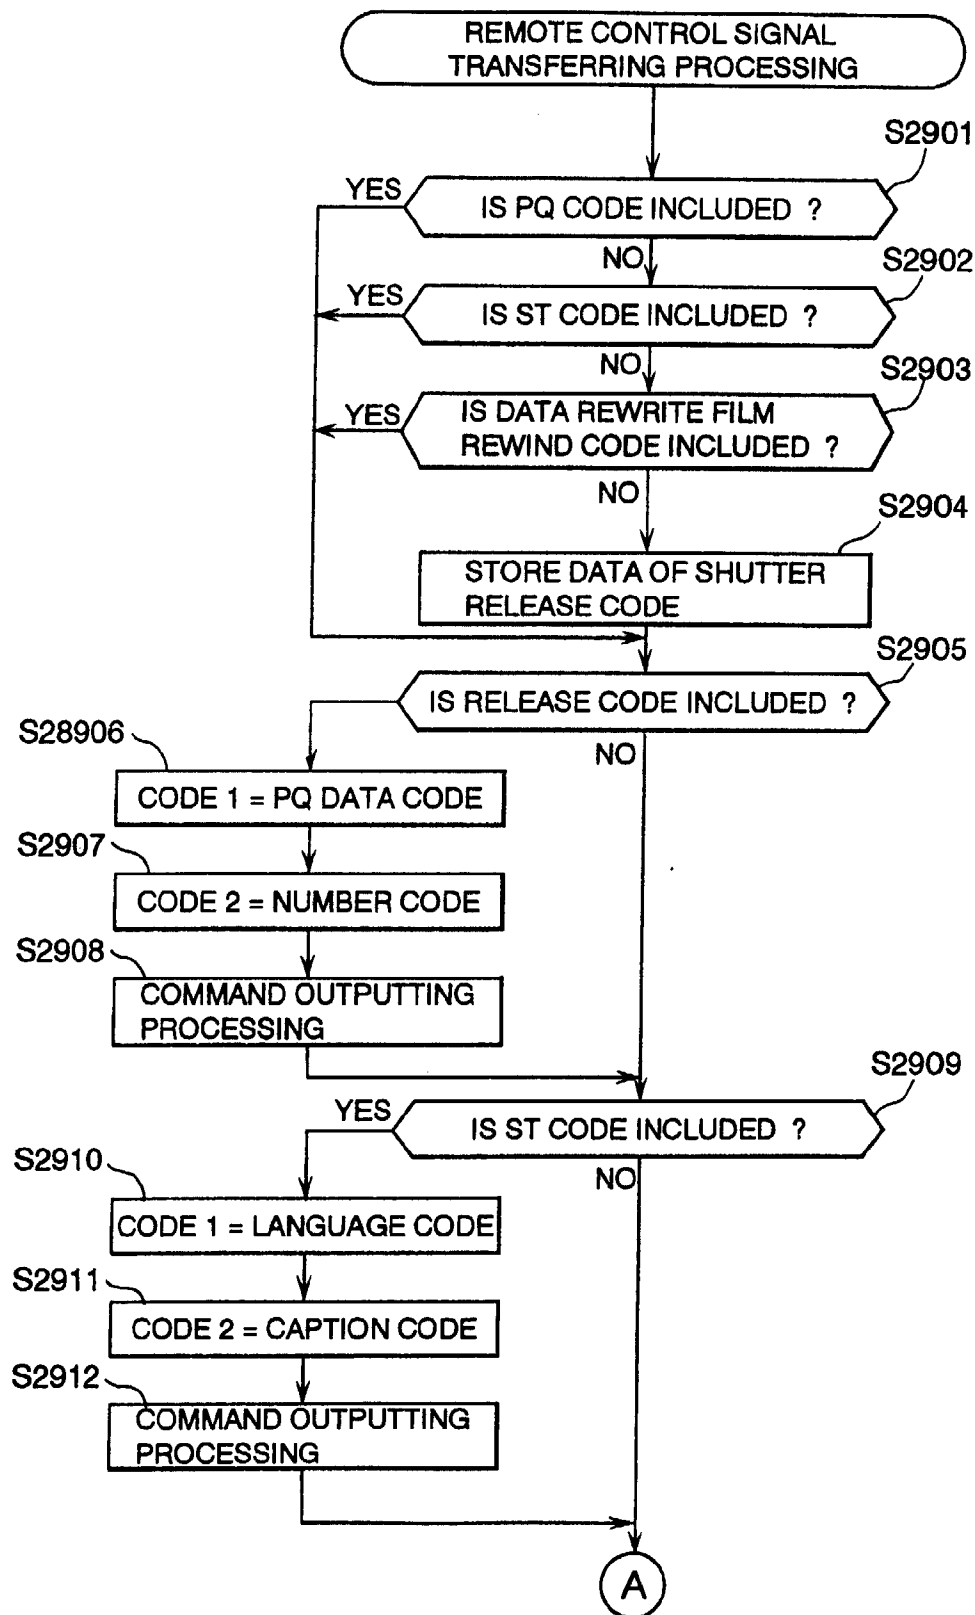 REMOTE CONTROL SIGNAL
TRANSFERRING PROCESSING
S2901
YES
IS PQ CODE INCLUDED ?
NO
S2902
YES
IS ST CODE INCLUDED ?
NO
S2903
YES
IS DATA REWRITE FILM
REWIND CODE INCLUDED ?
NO
S2904
STORE DATA OF SHUTTER
RELEASE CODE
S2905
IS RELEASE CODE INCLUDED ?
NO
S28906
CODE 1 = PQ DATA CODE
S2907
CODE 2 = NUMBER CODE
S2908
COMMAND OUTPUTTING
PROCESSING
S2909
YES
IS ST CODE INCLUDED ?
NO
S2910
CODE 1 = LANGUAGE CODE
S2911
CODE 2 = CAPTION CODE
S2912
COMMAND OUTPUTTING
PROCESSING
A